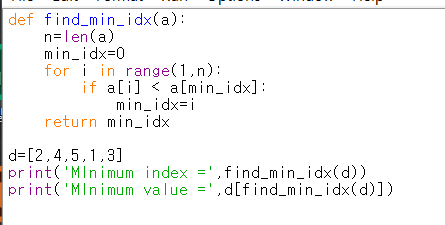 def find_min_idx(a):
    n=len(a)
    min_idx=0
    for i in range(1,n):
        if a[i] < a[min_idx]:
            min_idx=i
    return min_idx

d=[2,4,5,1,3]
print('MInimum index =',find_min_idx(d))
print('MInimum value =',d[find_min_idx(d)])